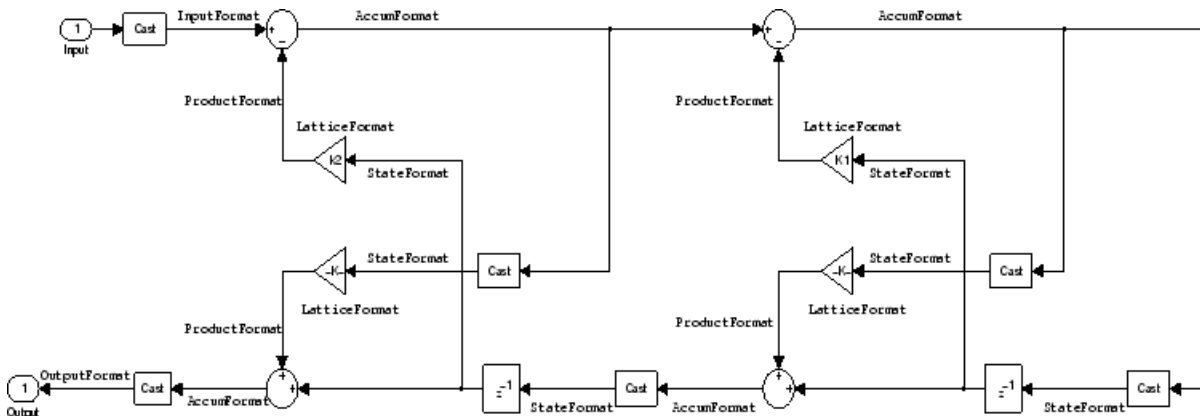 InputFormat
AccumFormat
AccumFormat
1
Cast
+
-
+
-
Input
ProductFormat
ProductFormat
LatticeFormat
LatticeFormat
k2
K1
StateFormat
StateFormat
StateFormat
StateFormat
-K-
Cast
-K-
Cast
LatticeFormat
LatticeFormat
ProductFormat
ProductFormat
OutputFormat
1
Cast
+
+
z-1
Cast
+
+
z-1
Cast
Output
AccumFormat
StateFormat
AccumFormat
StateFormat